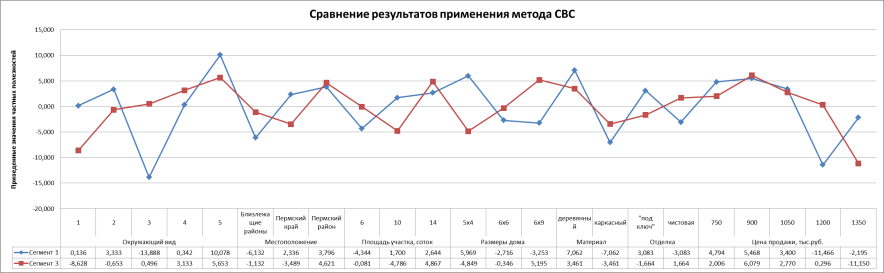 Сравнение результатов применения метода СВС
Приведенные значения частных полезностей
15,000
10,000
5,000
0,000
-5,000
-10,000
-15,000
-20,000
1 2 3 4 5 Близлежащие районы Пермский край Пермский район 6 10 14 5х4 6х6 6х9 деревянный каркасный "под ключ" чистовая 750 900 1050 1200 1350
Окружающий вид Местоположение Площадь участка, соток Размеры дома Материал Отделка Цена продажи, тыс.руб.
Сегмент 1 0,136 3,333 -13,888 0,342 10,078 -6,132 2,336 3,796 -4,344 1,700 2,644 5,969 -2,716 -3,253 7,062 -7,062 3,083 -3,083 4,794 5,468 3,400 -11,466 -2,195
Сегмент 3 -8,628 -0,653 0,496 3,133 5,653 -1,132 -3,489 4,621 -0,081 -4,786 4,867 -4,849 -0,346 5,195 3,461 -3,461 -1,664 1,664 2,006 6,079 2,770 0,296 -11,150